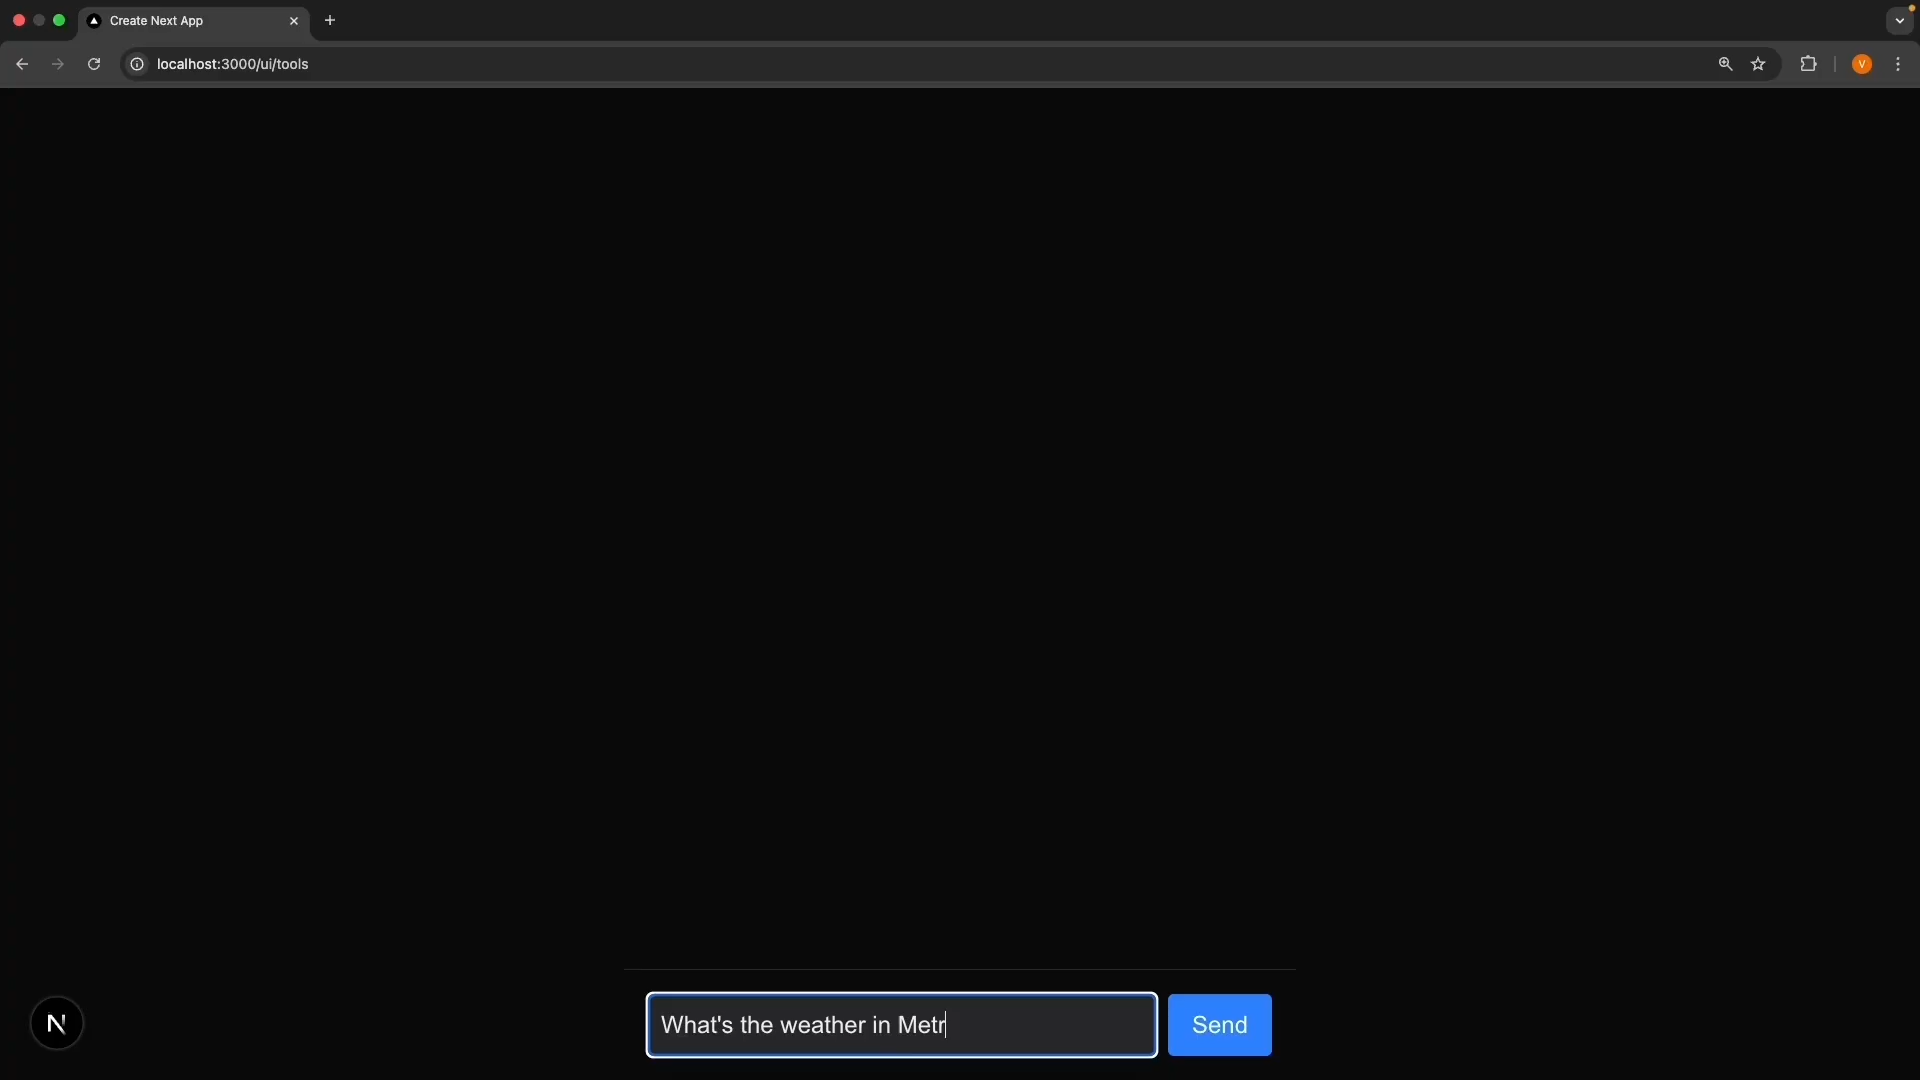 Create Next App
localhost:3000/ui/tools
V
N
What's the weather in Metr
Send